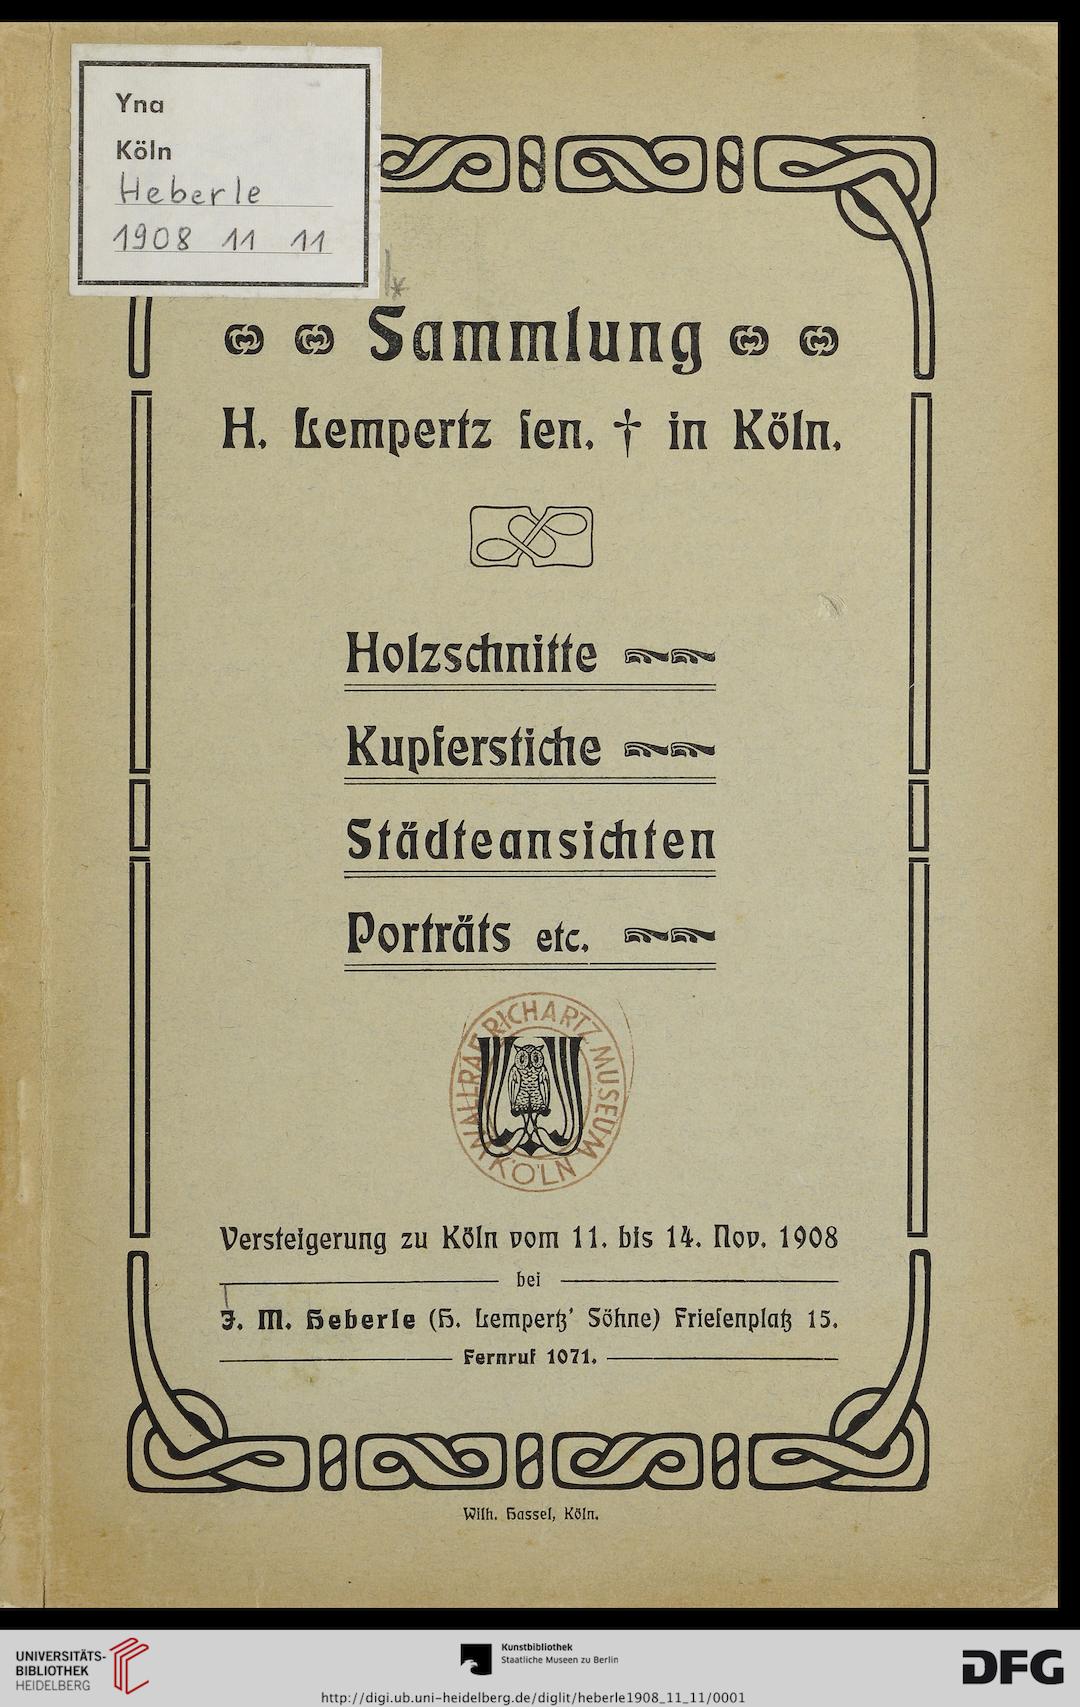 Yna
Köln
Heberle
1908 11 11
Sammlung
H. Lempertz sen. † in Köln.
Holzschnitte
Kupferstiche
Städteansichten
Porträts etc.
WALLRAF RICHARTZ MUSEUM
KÖLN
Versteigerung zu Köln vom 11. bis 14. Nov. 1908
bei
J. M. Heberle (H. Lempertz' Söhne) Friesenplatz 15.
Fernruf 1071.
Wilh. Hassel, Köln.
UNIVERSITÄTS-
BIBLIOTHEK
HEIDELBERG
Kunstbibliothek
Staatliche Museen zu Berlin
DFG
http://digi.ub.uni-heidelberg.de/diglit/heberle1908_11_11/0001